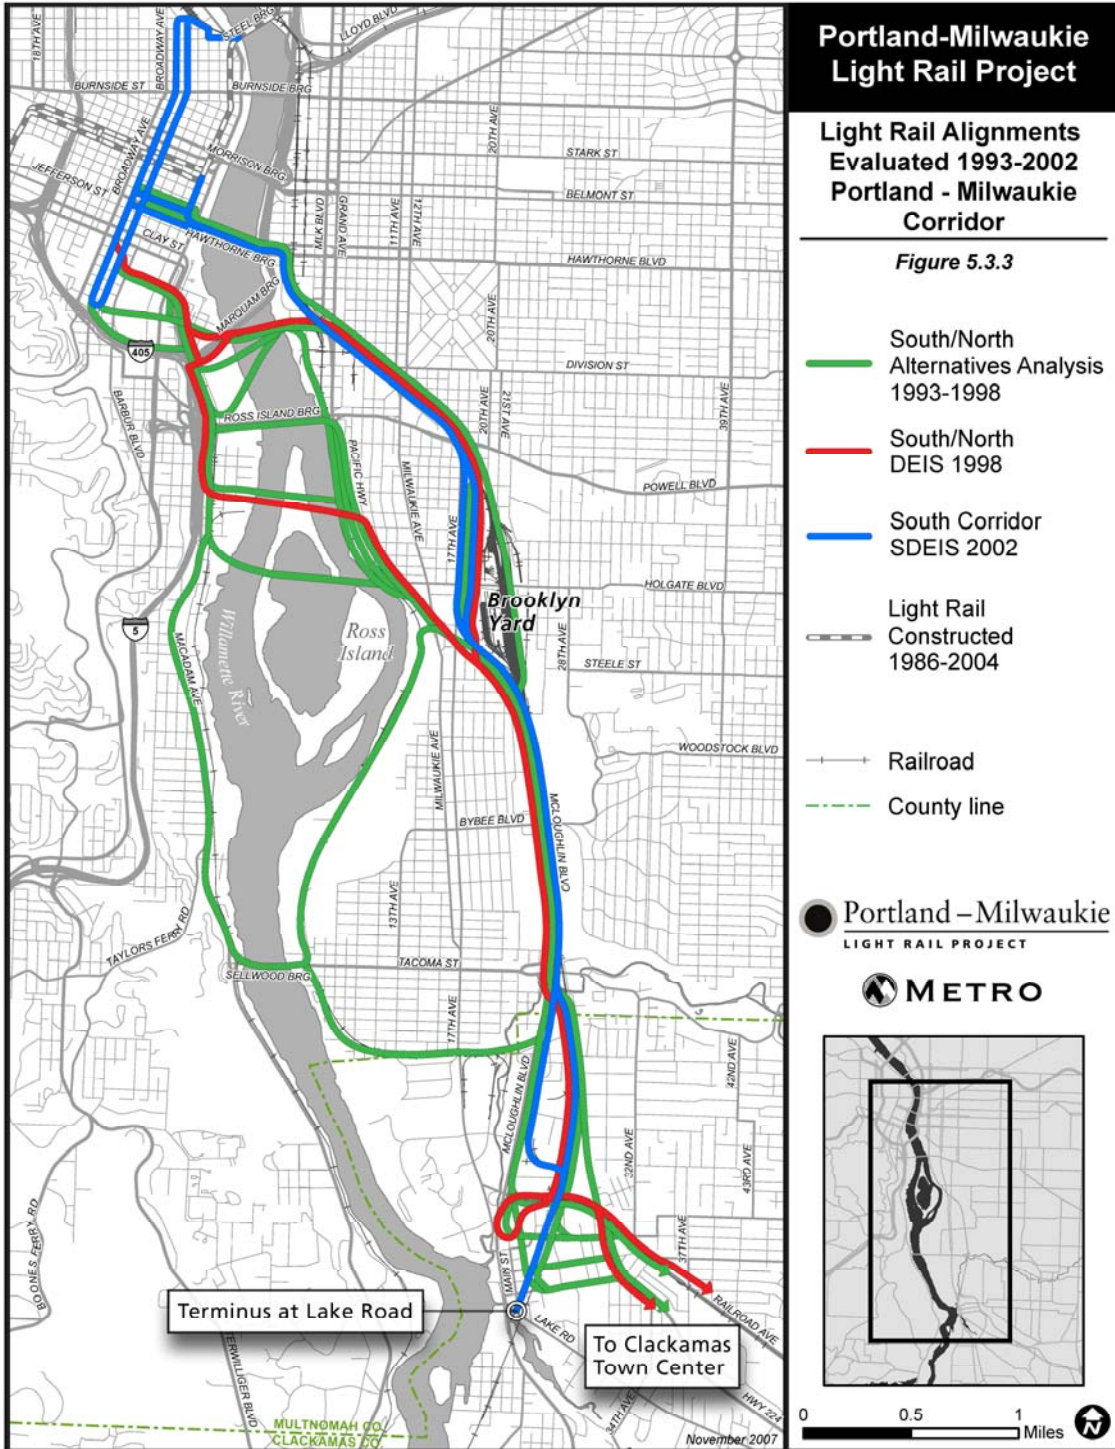 Portland-Milwaukie
Light Rail Project
Light Rail Alignments
Evaluated 1993-2002
Portland - Milwaukie
Corridor
Figure 5.3.3
South/North
Alternatives Analysis
1993-1998
South/North
DEIS 1998
South Corridor
SDEIS 2002
Light Rail
Constructed
1986-2004
Railroad
County line
Portland – Milwaukie
LIGHT RAIL PROJECT
METRO
0 0.5 1 Miles
N
18TH AVE
BROADWAY AVE
STEEL BRG
LLOYD BLVD
BURNSIDE ST
BURNSIDE BRG
20TH AVE
BROADWAY AVE
MORRISON BRG
STARK ST
JEFFERSON ST
BELMONT ST
MLK BLVD
GRAND AVE
11TH AVE
12TH AVE
CLAY ST
HAWTHORNE BRG
HAWTHORNE BLVD
MARQUAM BRG
20TH AVE
405
DIVISION ST
BARBUR BLVD
ROSS ISLAND BRG
20TH AVE
21ST AVE
39TH AVE
PACIFIC HWY
MILWAUKIE AVE
POWELL BLVD
17TH AVE
HOLGATE BLVD
Brooklyn
Yard
5
Ross
Island
Willamette River
MACADAM AVE
28TH AVE
STEELE ST
WOODSTOCK BLVD
MILWAUKIE AVE
BYBEE BLVD
MCLOUGHLIN BLVD
13TH AVE
TAYLORS FERRY RD
TACOMA ST
SELLWOOD BRG
17TH AVE
MCLOUGHLIN BLVD
42ND AVE
32ND AVE
43RD AVE
BOONES FERRY RD
37TH AVE
MAIN ST
Terminus at Lake Road
LAKE RD
RAILROAD AVE
To Clackamas
Town Center
HWY 224
34TH AVE
ERWILLIGER BLVD
MULTNOMAH CO.
CLACKAMAS CO.
November 2007